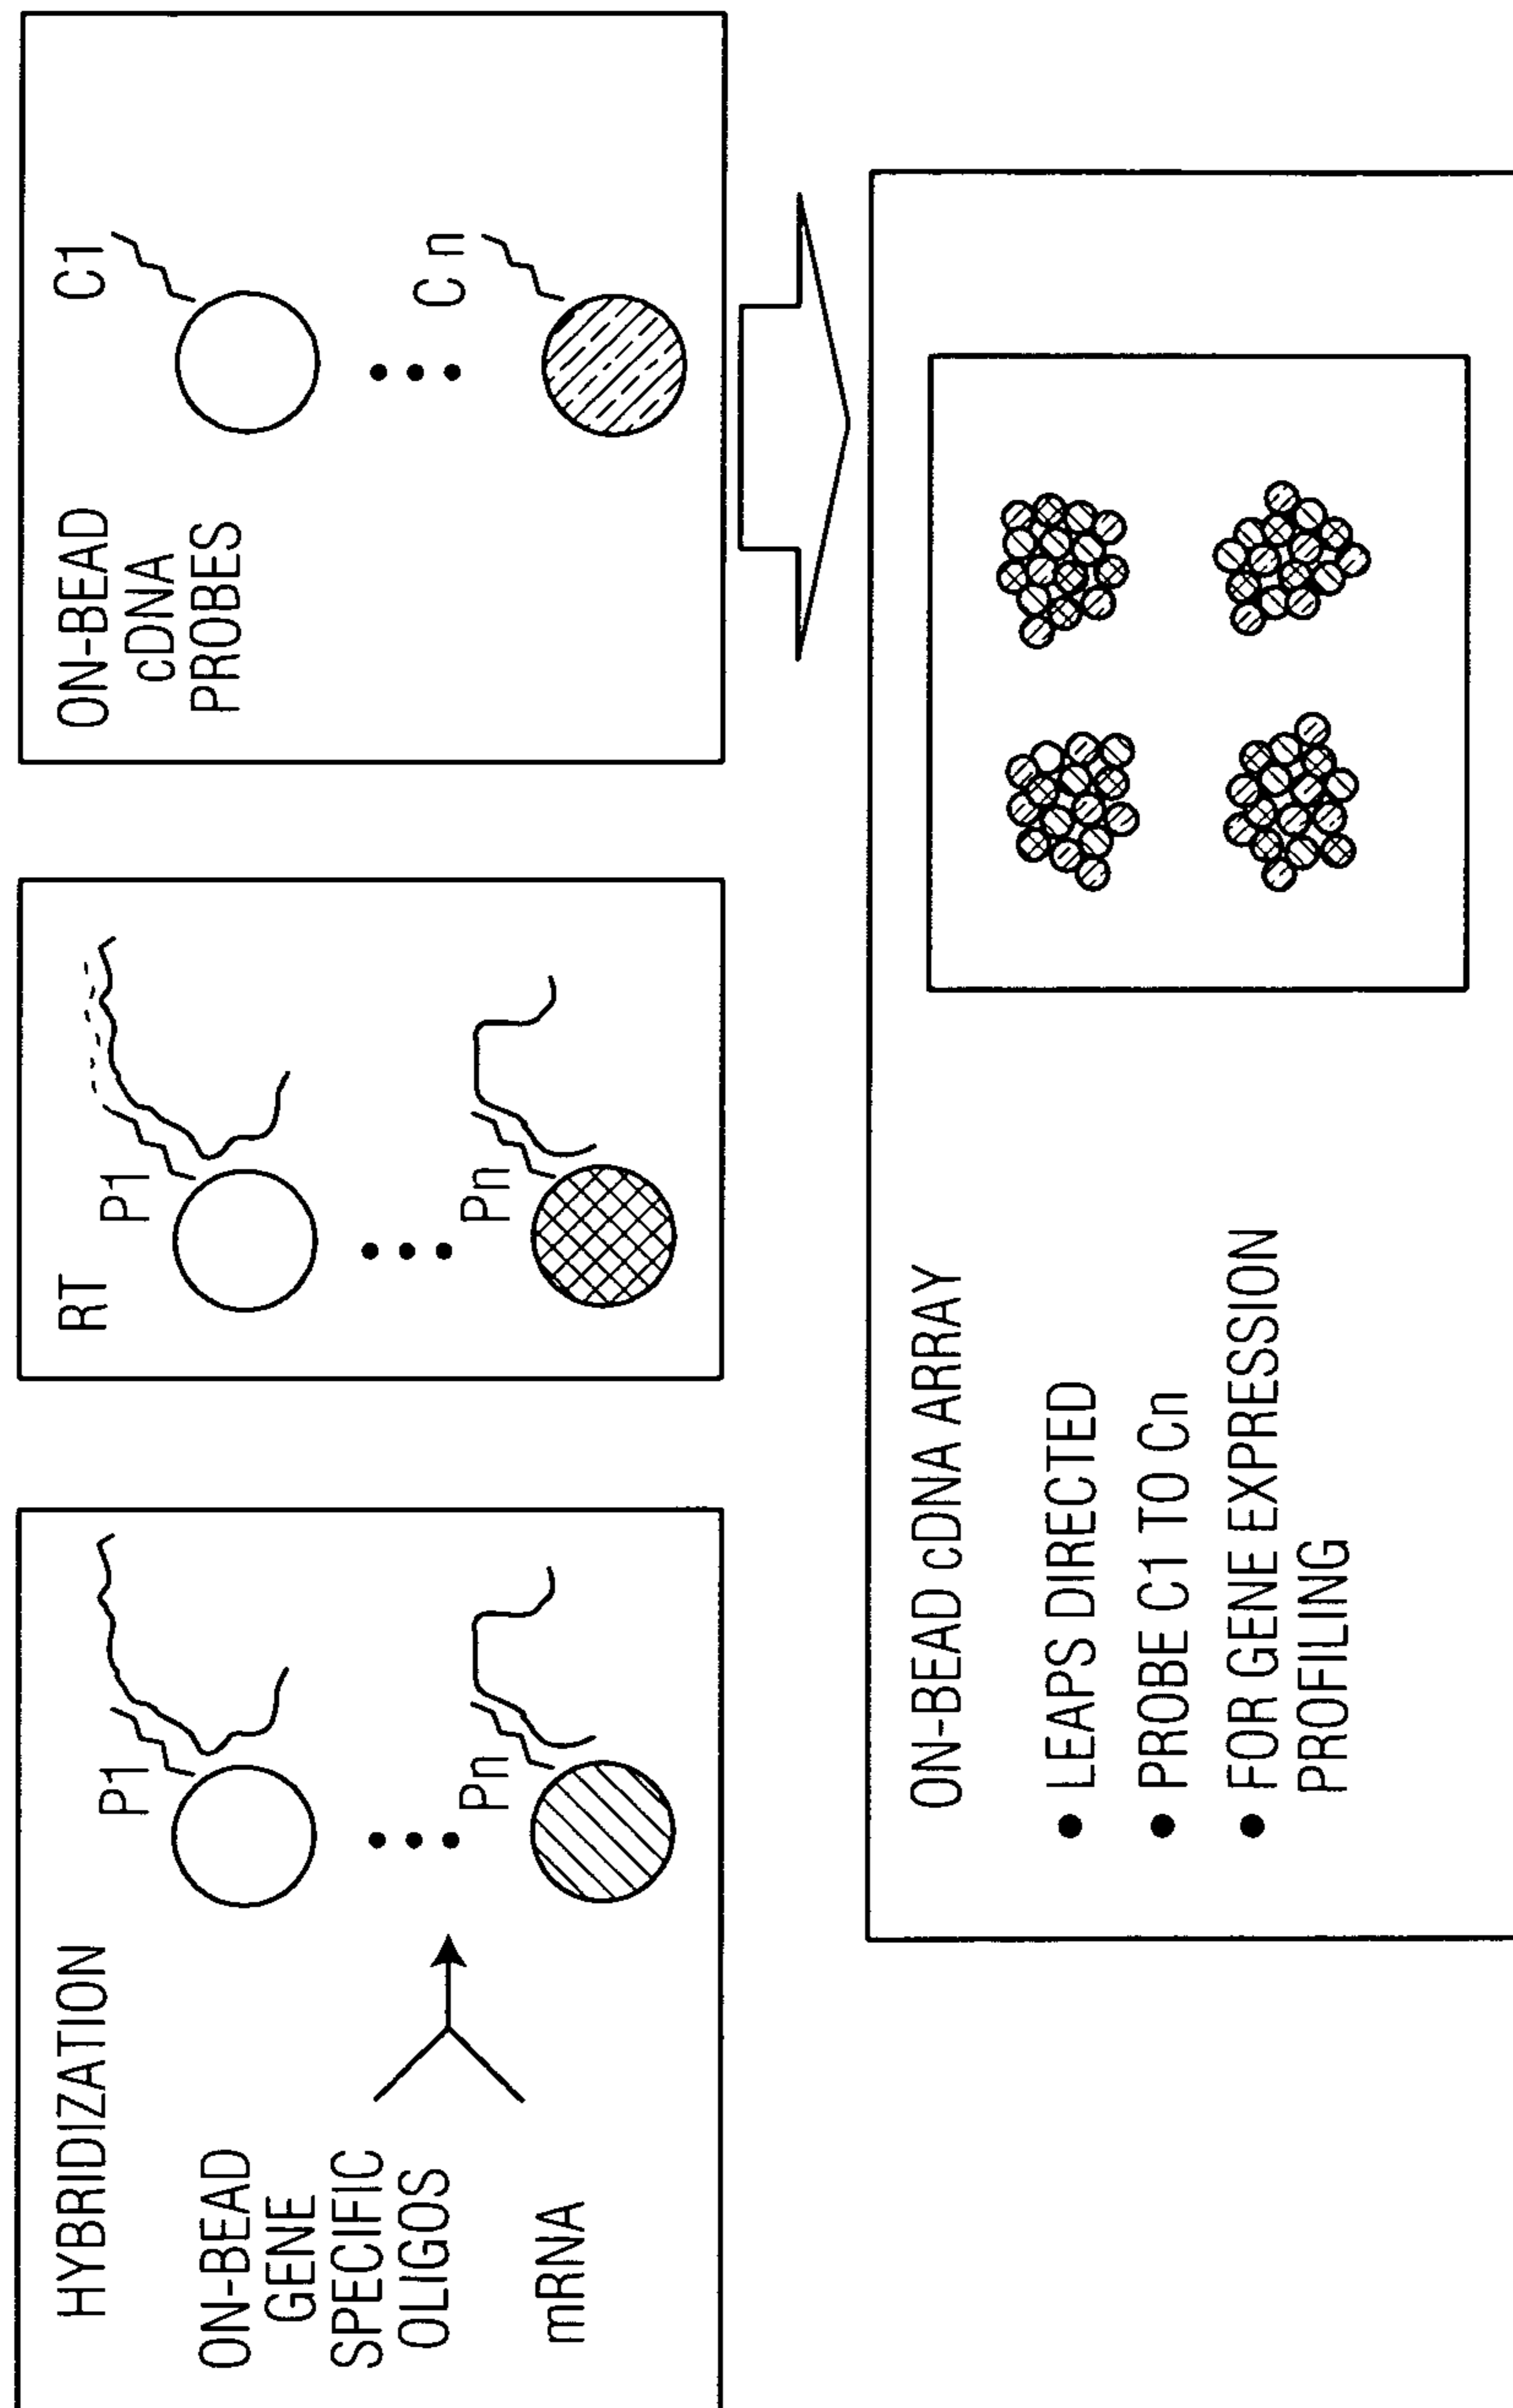 HYBRIDIZATION
ON-BEAD
GENE
SPECIFIC
OLIGOS
mRNA
P1
Pn
RT
P1
Pn
ON-BEAD
cDNA
PROBES
C1
Cn
ON-BEAD cDNA ARRAY
• LEAPS DIRECTED
• PROBE C1 TO Cn
• FOR GENE EXPRESSION
PROFILING